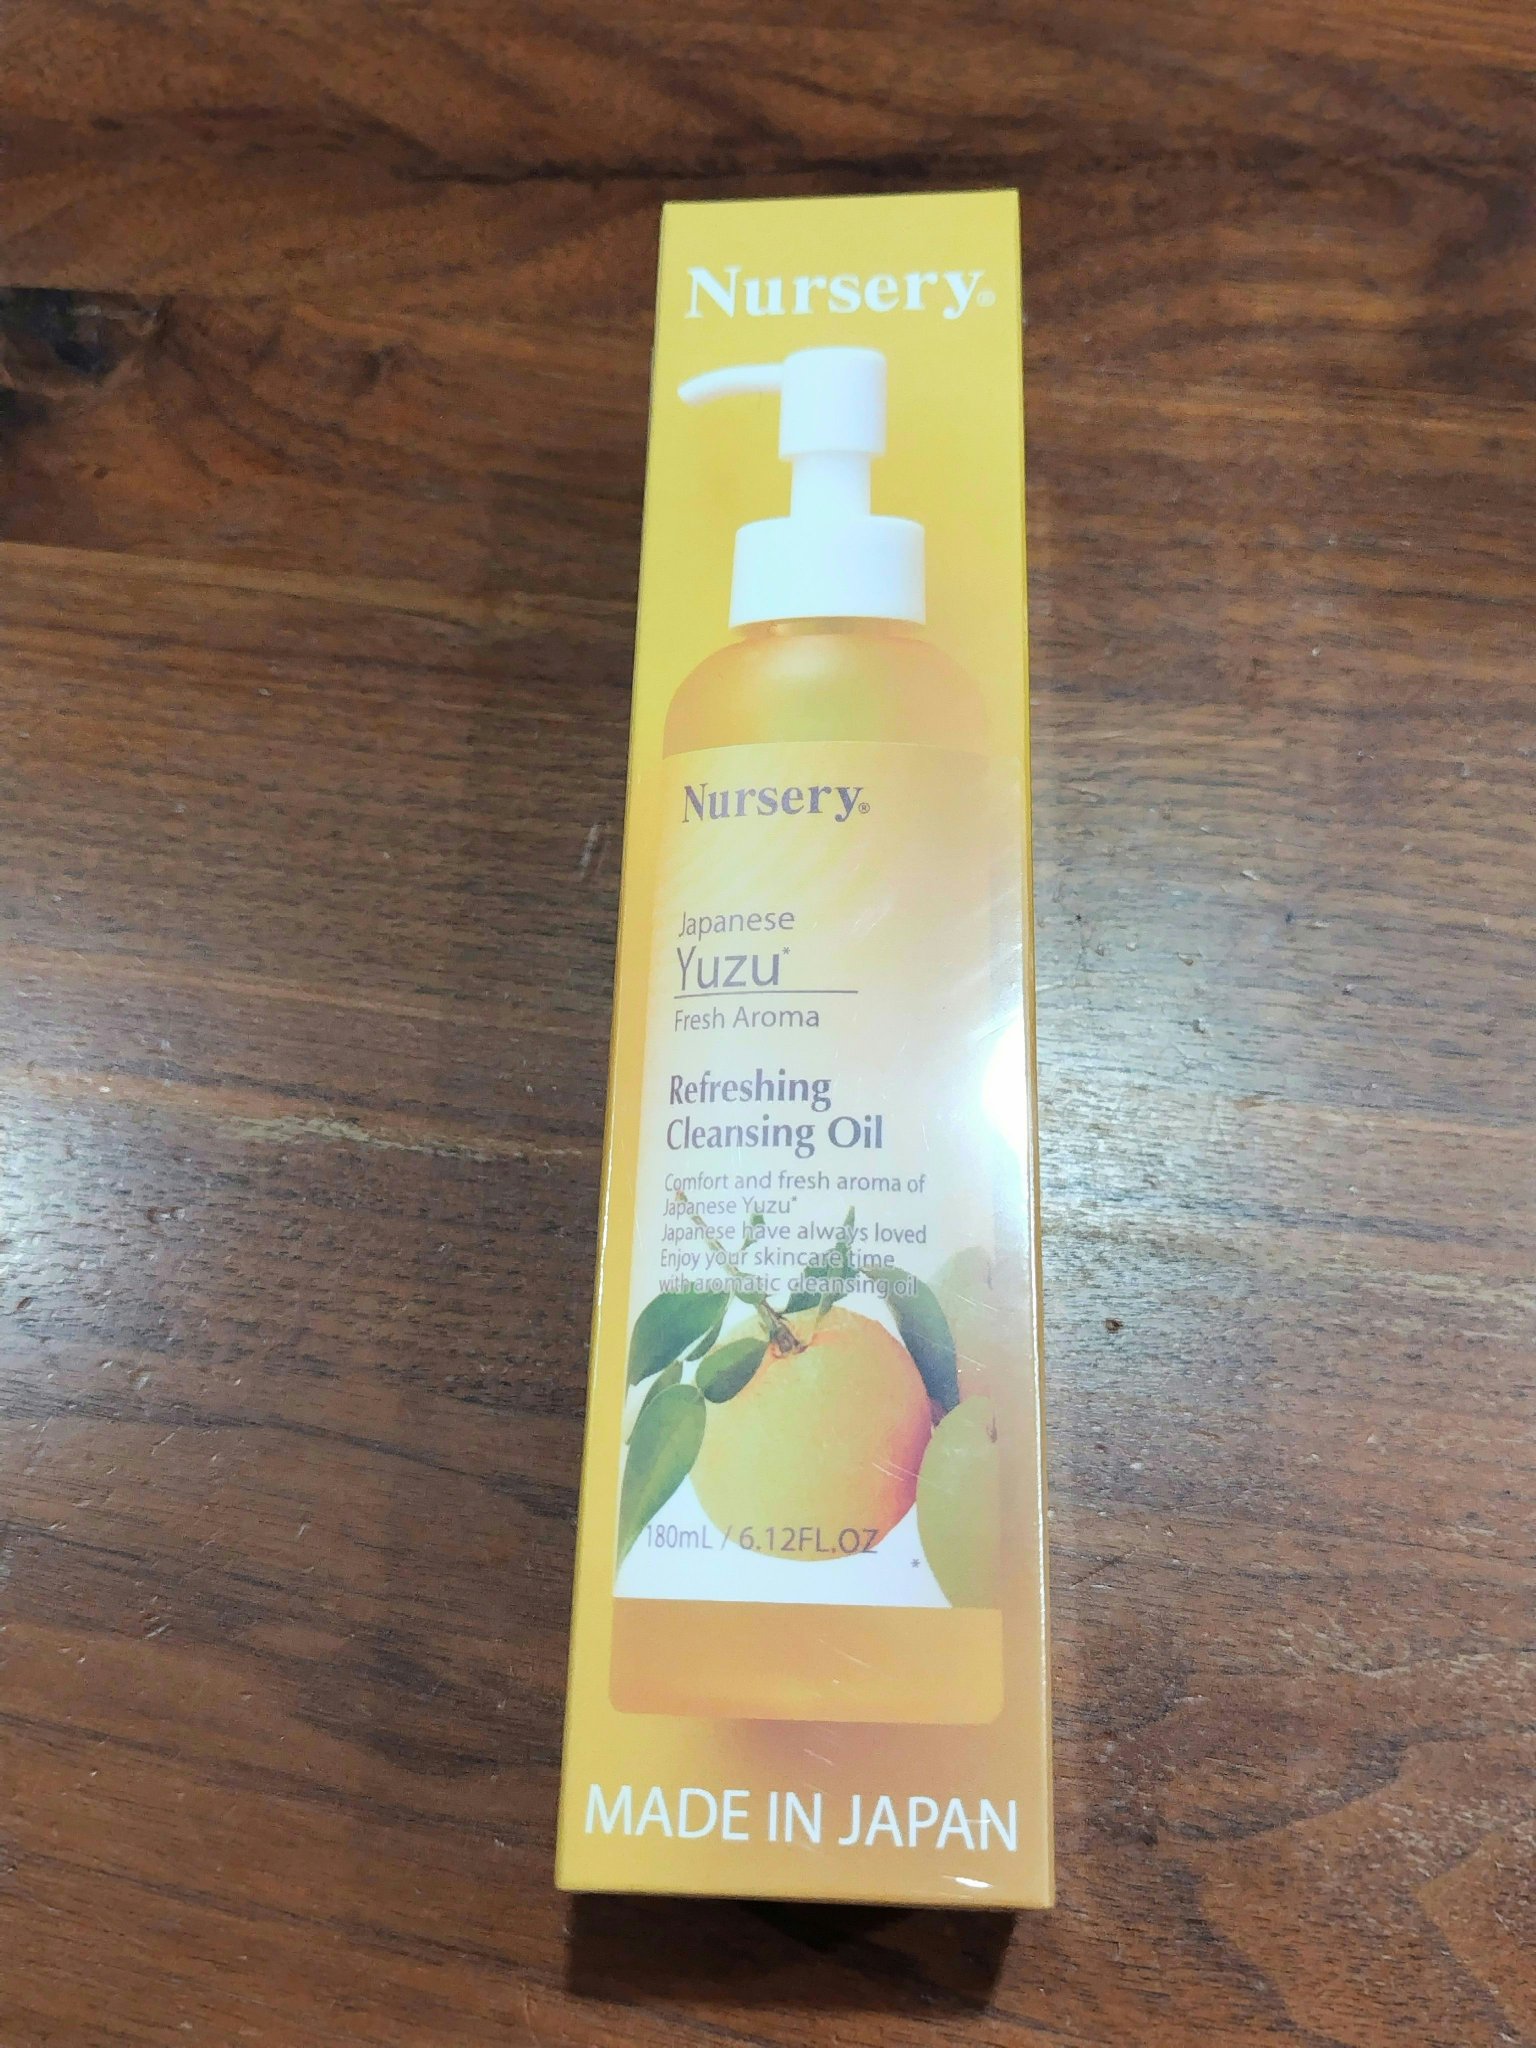 Nursery®
Nursery®
Japanese
Yuzu*
Fresh Aroma
Refreshing
Cleansing Oil
Comfort and fresh aroma of
Japanese Yuzu*
Japanese have always loved
Enjoy your skincare time
with aromatic cleansing oil
180mL / 6.12FL.OZ
*
MADE IN JAPAN